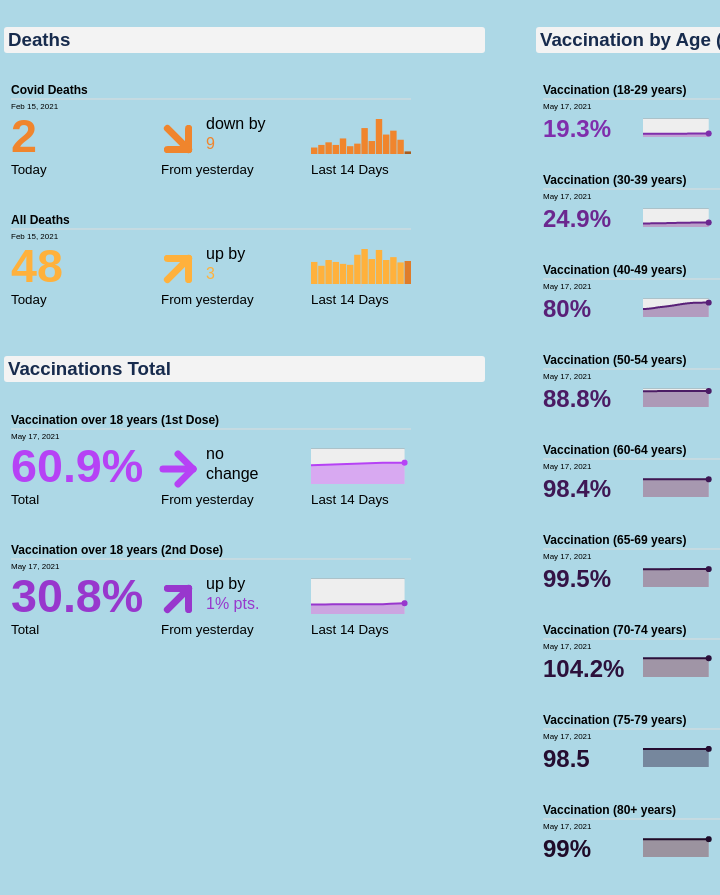 Deaths
Covid Deaths
Feb 15, 2021
2
down by
9
Today
From yesterday
Last 14 Days
All Deaths
Feb 15, 2021
48
up by
3
Today
From yesterday
Last 14 Days
Vaccinations Total
Vaccination over 18 years (1st Dose)
May 17, 2021
60.9%
no
change
Total
From yesterday
Last 14 Days
Vaccination over 18 years (2nd Dose)
May 17, 2021
30.8%
up by
1% pts.
Total
From yesterday
Last 14 Days
Vaccination by Age (
Vaccination (18-29 years)
May 17, 2021
19.3%
Vaccination (30-39 years)
May 17, 2021
24.9%
Vaccination (40-49 years)
May 17, 2021
80%
Vaccination (50-54 years)
May 17, 2021
88.8%
Vaccination (60-64 years)
May 17, 2021
98.4%
Vaccination (65-69 years)
May 17, 2021
99.5%
Vaccination (70-74 years)
May 17, 2021
104.2%
Vaccination (75-79 years)
May 17, 2021
98.5
Vaccination (80+ years)
May 17, 2021
99%